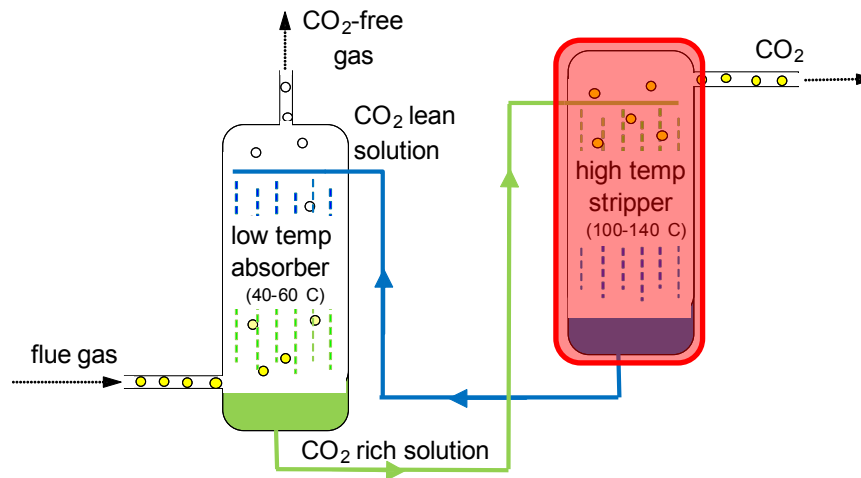 CO₂-free
gas
CO₂
CO₂ lean
solution
high temp
stripper
(100-140 C)
low temp
absorber
(40-60 C)
flue gas
CO₂ rich solution